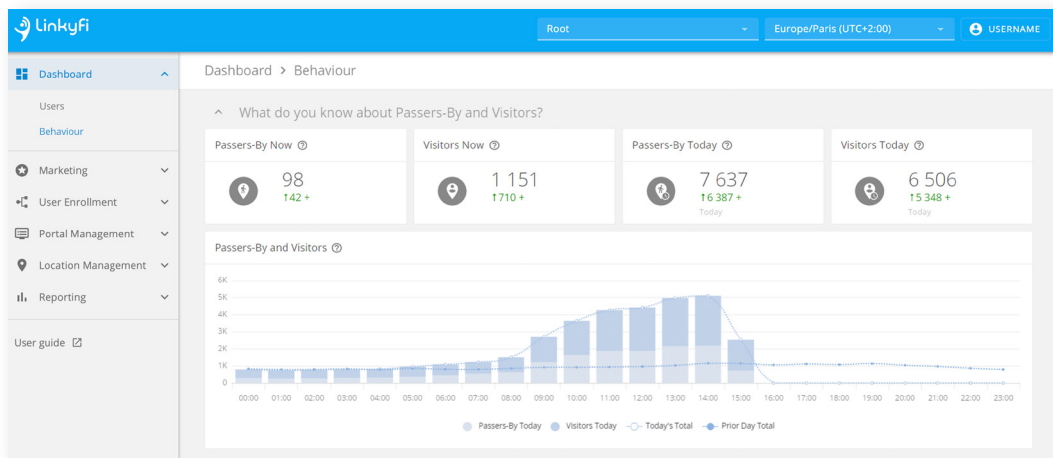 Linkyfi
Root
Europe/Paris (UTC+2:00)
USERNAME
Dashboard
Users
Behaviour
Marketing
User Enrollment
Portal Management
Location Management
Reporting
User guide
Dashboard > Behaviour
What do you know about Passers-By and Visitors?
Passers-By Now
98
↑42 +
Visitors Now
1 151
↑710 +
Passers-By Today
7 637
↑6 387 +
Today
Visitors Today
6 506
↑5 348 +
Today
Passers-By and Visitors
6K
5K
4K
3K
2K
1K
0
00:00 01:00 02:00 03:00 04:00 05:00 06:00 07:00 08:00 09:00 10:00 11:00 12:00 13:00 14:00 15:00 16:00 17:00 18:00 19:00 20:00 21:00 22:00 23:00
Passers-By Today Visitors Today Today's Total Prior Day Total